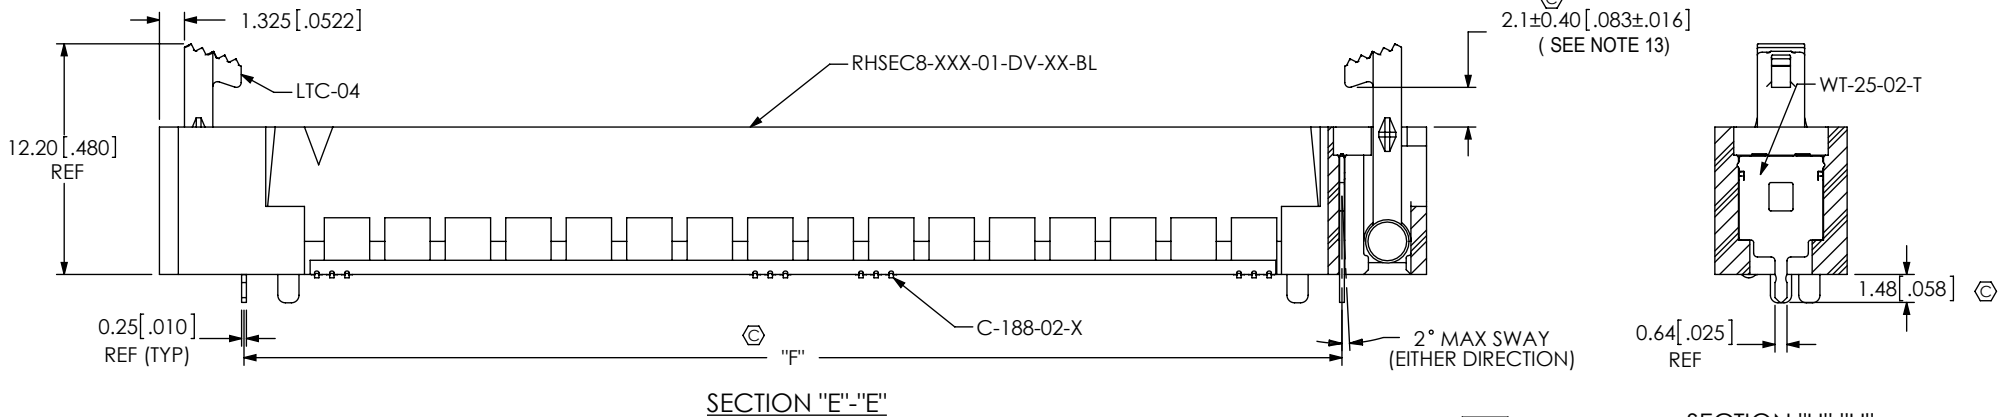 1.325[.0522]
C
2.1±0.40[.083±.016]
( SEE NOTE 13)
RHSEC8-XXX-01-DV-XX-BL
LTC-04
WT-25-02-T
12.20[.480]
REF
1.48[.058] C
0.25[.010]
REF (TYP)
C-188-02-X
C
"F"
2° MAX SWAY
(EITHER DIRECTION)
0.64[.025]
REF
SECTION "E"-"E"